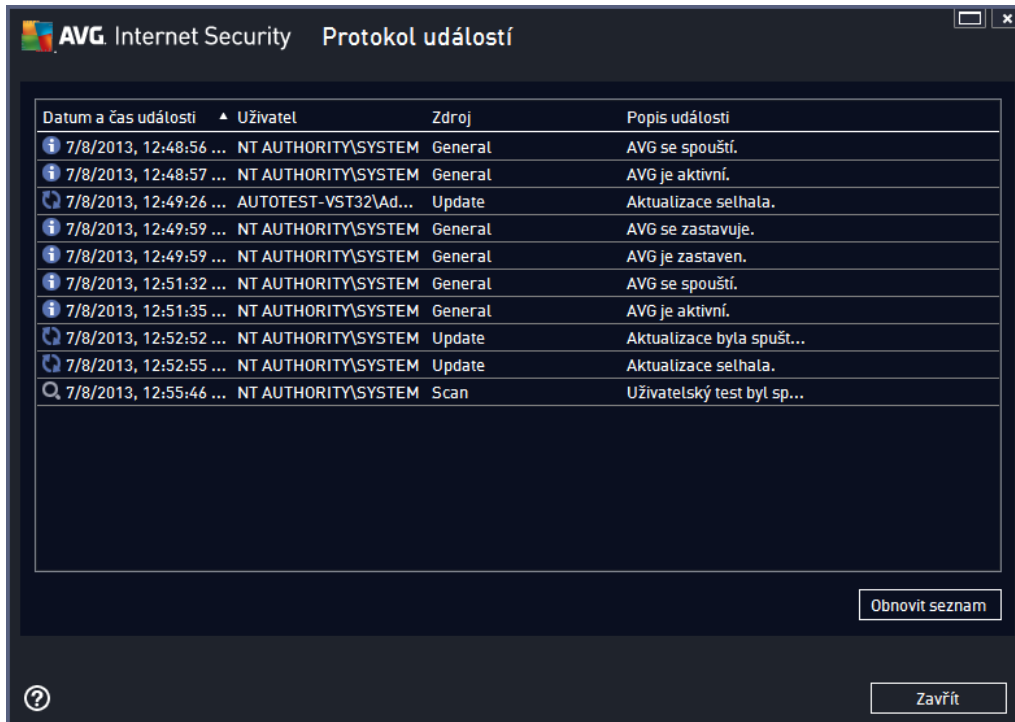 AVG. Internet Security Protokol událostí
Datum a čas události Uživatel Zdroj Popis události
7/8/2013, 12:48:56 ... NT AUTHORITY\SYSTEM General AVG se spouští.
7/8/2013, 12:48:57 ... NT AUTHORITY\SYSTEM General AVG je aktivní.
7/8/2013, 12:49:26 ... AUTOTEST-VST32\Ad... Update Aktualizace selhala.
7/8/2013, 12:49:59 ... NT AUTHORITY\SYSTEM General AVG se zastavuje.
7/8/2013, 12:49:59 ... NT AUTHORITY\SYSTEM General AVG je zastaven.
7/8/2013, 12:51:32 ... NT AUTHORITY\SYSTEM General AVG se spouští.
7/8/2013, 12:51:35 ... NT AUTHORITY\SYSTEM General AVG je aktivní.
7/8/2013, 12:52:52 ... NT AUTHORITY\SYSTEM Update Aktualizace byla spušt...
7/8/2013, 12:52:55 ... NT AUTHORITY\SYSTEM Update Aktualizace selhala.
7/8/2013, 12:55:46 ... NT AUTHORITY\SYSTEM Scan Uživatelský test byl sp...
Obnovit seznam
Zavřít